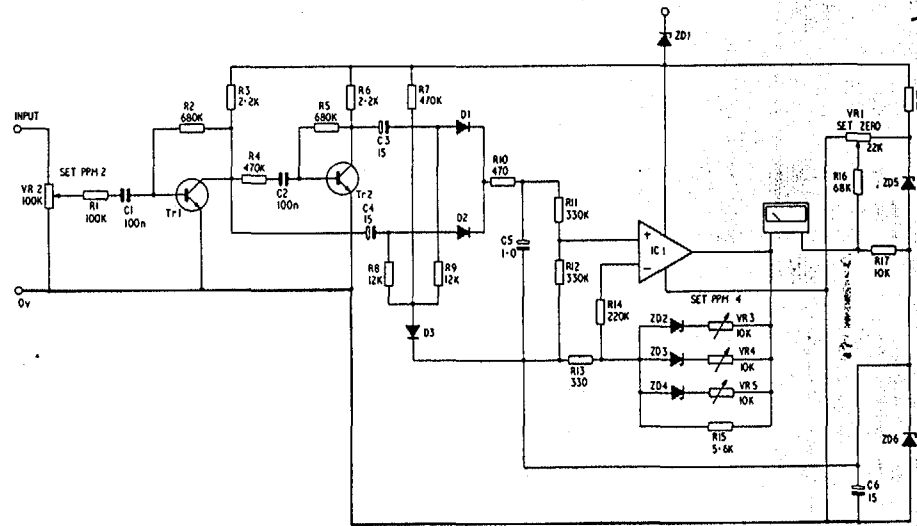 ZD1
R3
2·2K
R6
2·2K
R7
470K
R2
680K
R5
680K
C3
15
D1
INPUT
VR1
SET ZERO
22K
R4
470K
C2
100n
R10
470
SET PPM 2
VR 2
100K
R1
100K
C1
100n
Tr1
Tr2
R16
68K
ZD5
R11
330K
C4
15
D2
+
IC 1
−
C5
1·0
R12
330K
R17
10K
R8
12K
R9
12K
0v
R14
220K
SET PPM 4
ZD2
VR3
10K
D3
ZD3
VR4
10K
R13
330
ZD4
VR5
10K
R15
5·6K
ZD6
C6
15